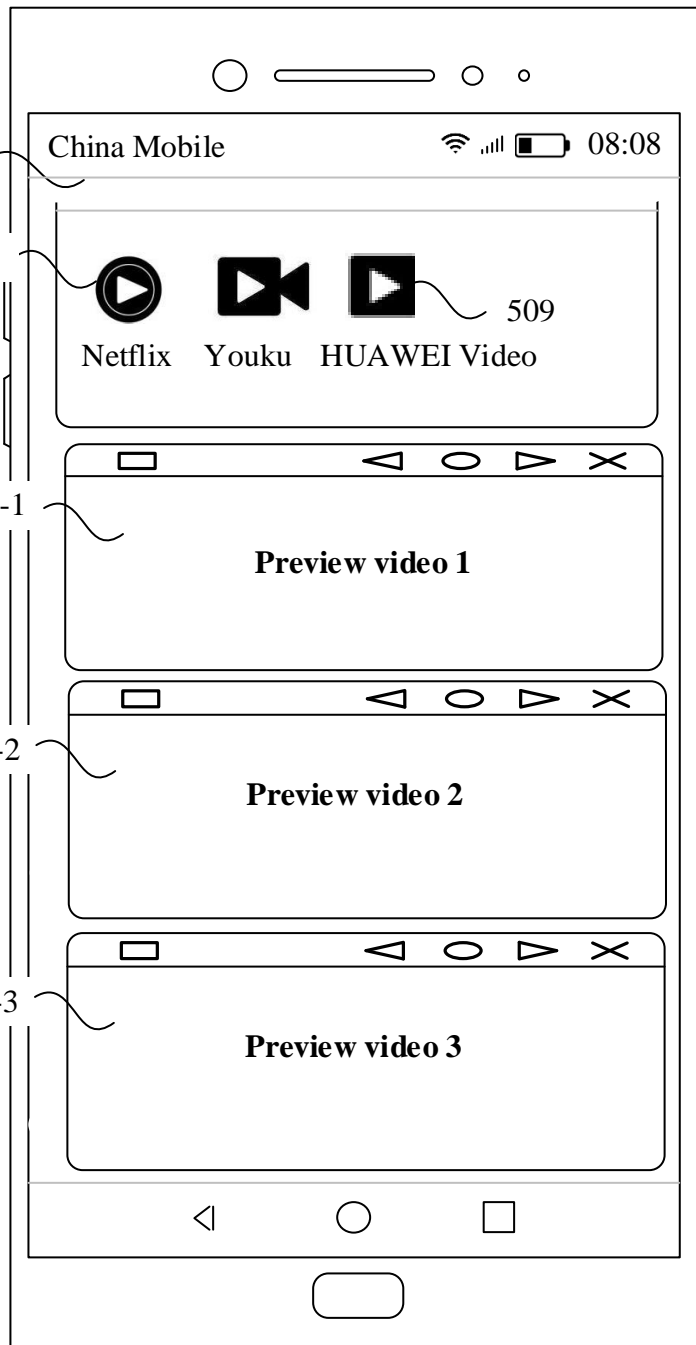 China Mobile 08:08
509
Netflix Youku HUAWEI Video
-1
Preview video 1
-2
Preview video 2
-3
Preview video 3